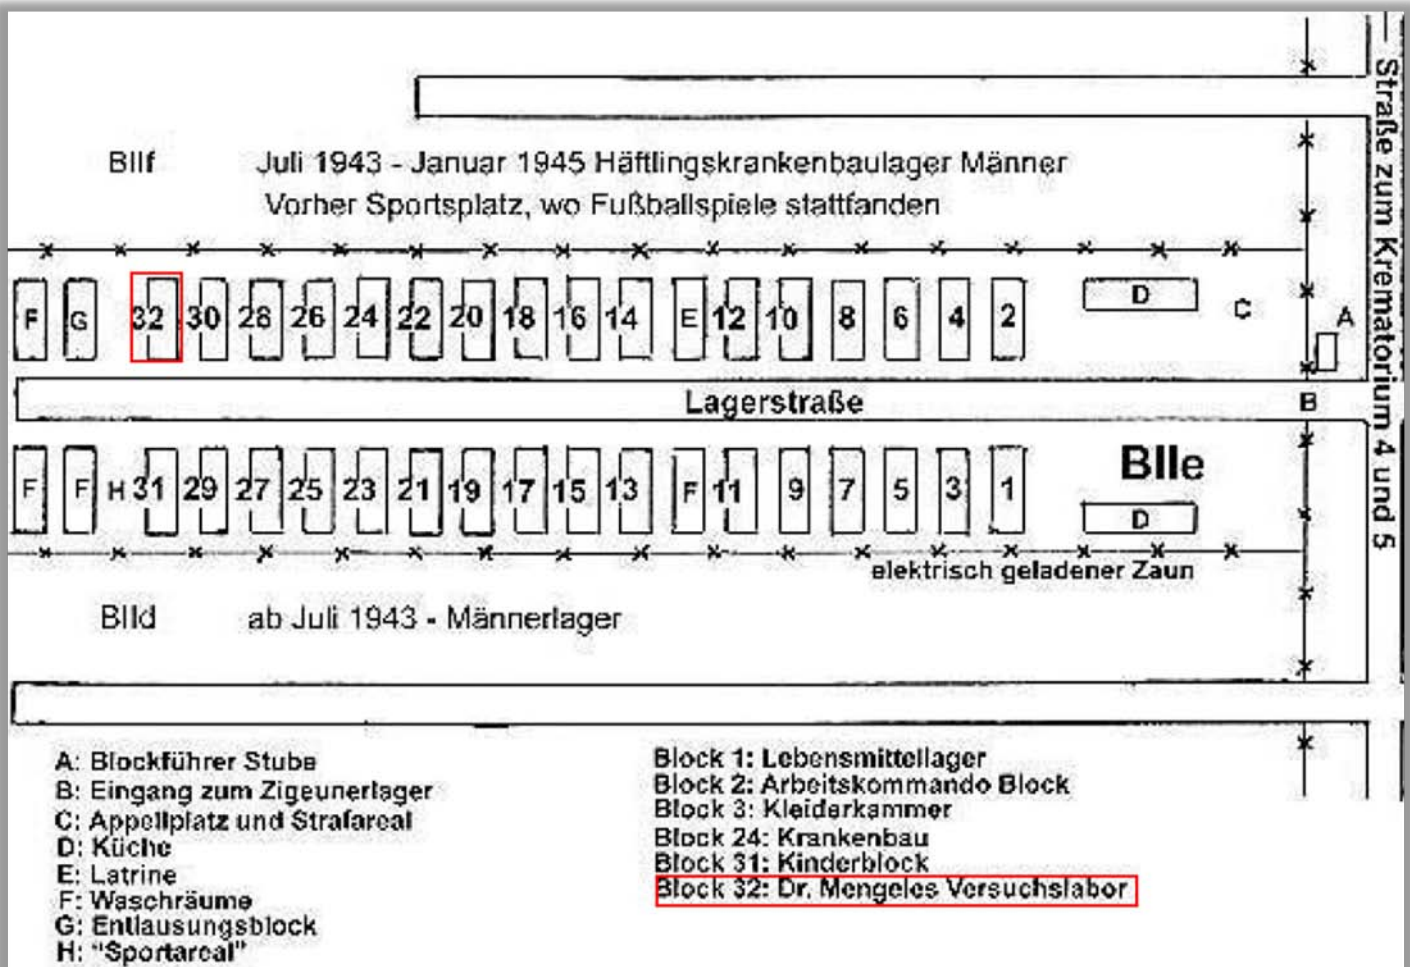 Straße zum Krematorium 4 und 5
BIIf Juli 1943 - Januar 1945 Häftlingskrankenbaulager Männer
Vorher Sportsplatz, wo Fußballspiele stattfanden
F G 32 30 28 26 24 22 20 18 16 14 E 12 10 8 6 4 2 D C A
Lagerstraße B
F F H 31 29 27 25 23 21 19 17 15 13 F 11 9 7 5 3 1 BIIe D
elektrisch geladener Zaun
BIId ab Juli 1943 - Männerlager
A: Blockführer Stube
B: Eingang zum Zigeunerlager
C: Appellplatz und Strafareal
D: Küche
E: Latrine
F: Waschräume
G: Entlausungsblock
H: "Sportareal"
Block 1: Lebensmittellager
Block 2: Arbeitskommando Block
Block 3: Kleiderkammer
Block 24: Krankenbau
Block 31: Kinderblock
Block 32: Dr. Mengeles Versuchslabor